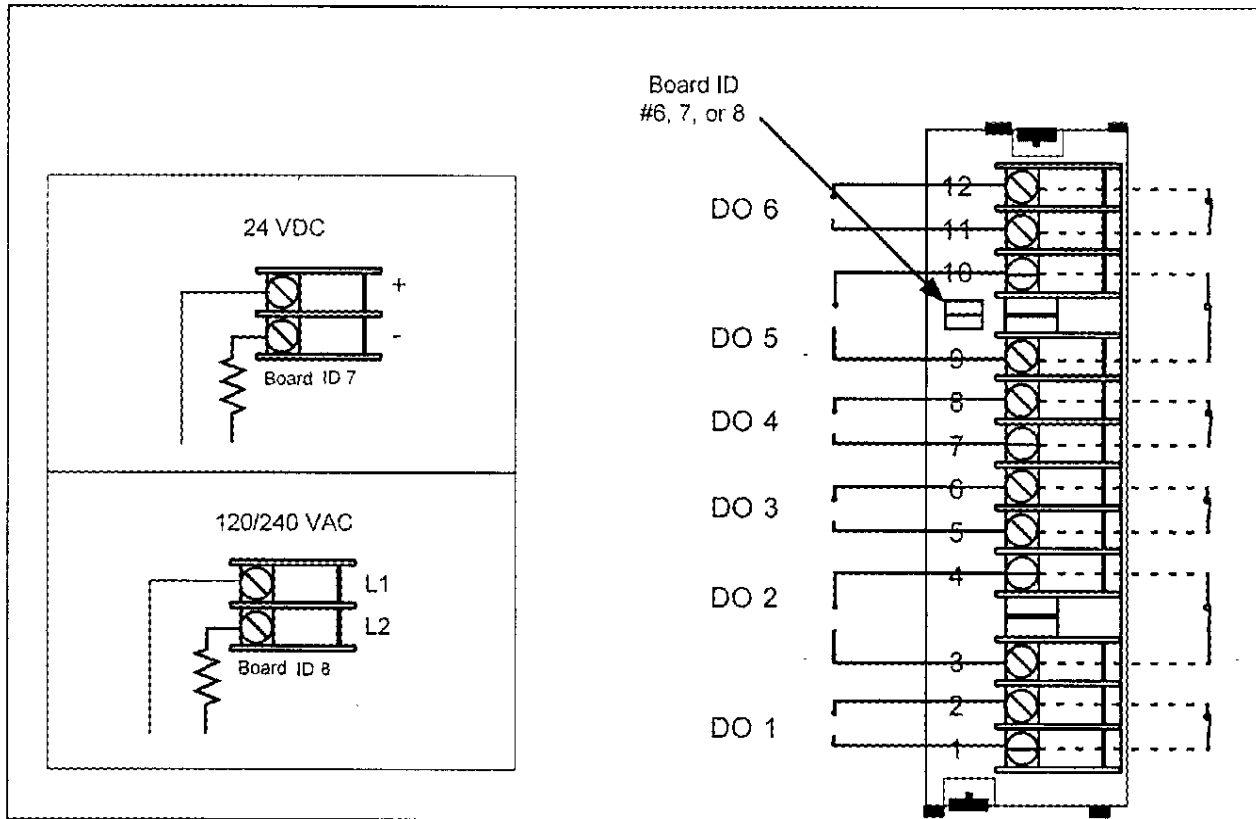 Board ID
#6, 7, or 8
24 VDC
+
-
Board ID 7
120/240 VAC
L1
L2
Board ID 8
DO 6
12
11
DO 5
10
9
DO 4
8
7
DO 3
6
5
DO 2
4
3
DO 1
2
1